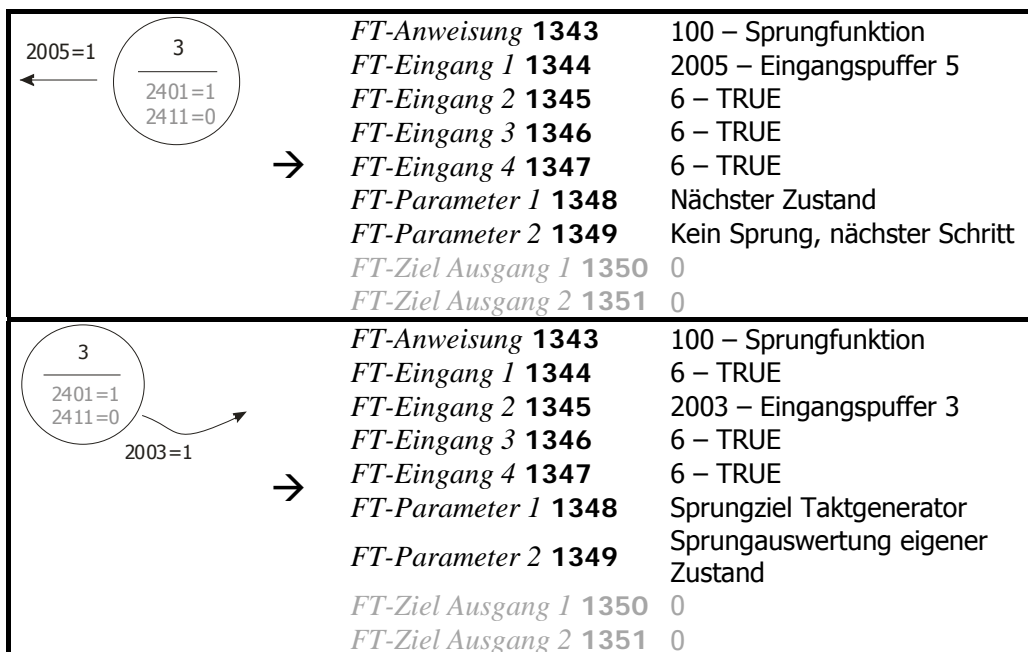 2005=1
3
2401=1
2411=0
→
FT-Anweisung 1343 100 – Sprungfunktion
FT-Eingang 1 1344 2005 – Eingangspuffer 5
FT-Eingang 2 1345 6 – TRUE
FT-Eingang 3 1346 6 – TRUE
FT-Eingang 4 1347 6 – TRUE
FT-Parameter 1 1348 Nächster Zustand
FT-Parameter 2 1349 Kein Sprung, nächster Schritt
FT-Ziel Ausgang 1 1350 0
FT-Ziel Ausgang 2 1351 0
3
2401=1
2411=0
2003=1
→
FT-Anweisung 1343 100 – Sprungfunktion
FT-Eingang 1 1344 6 – TRUE
FT-Eingang 2 1345 2003 – Eingangspuffer 3
FT-Eingang 3 1346 6 – TRUE
FT-Eingang 4 1347 6 – TRUE
FT-Parameter 1 1348 Sprungziel Taktgenerator
FT-Parameter 2 1349 Sprungauswertung eigener
Zustand
FT-Ziel Ausgang 1 1350 0
FT-Ziel Ausgang 2 1351 0